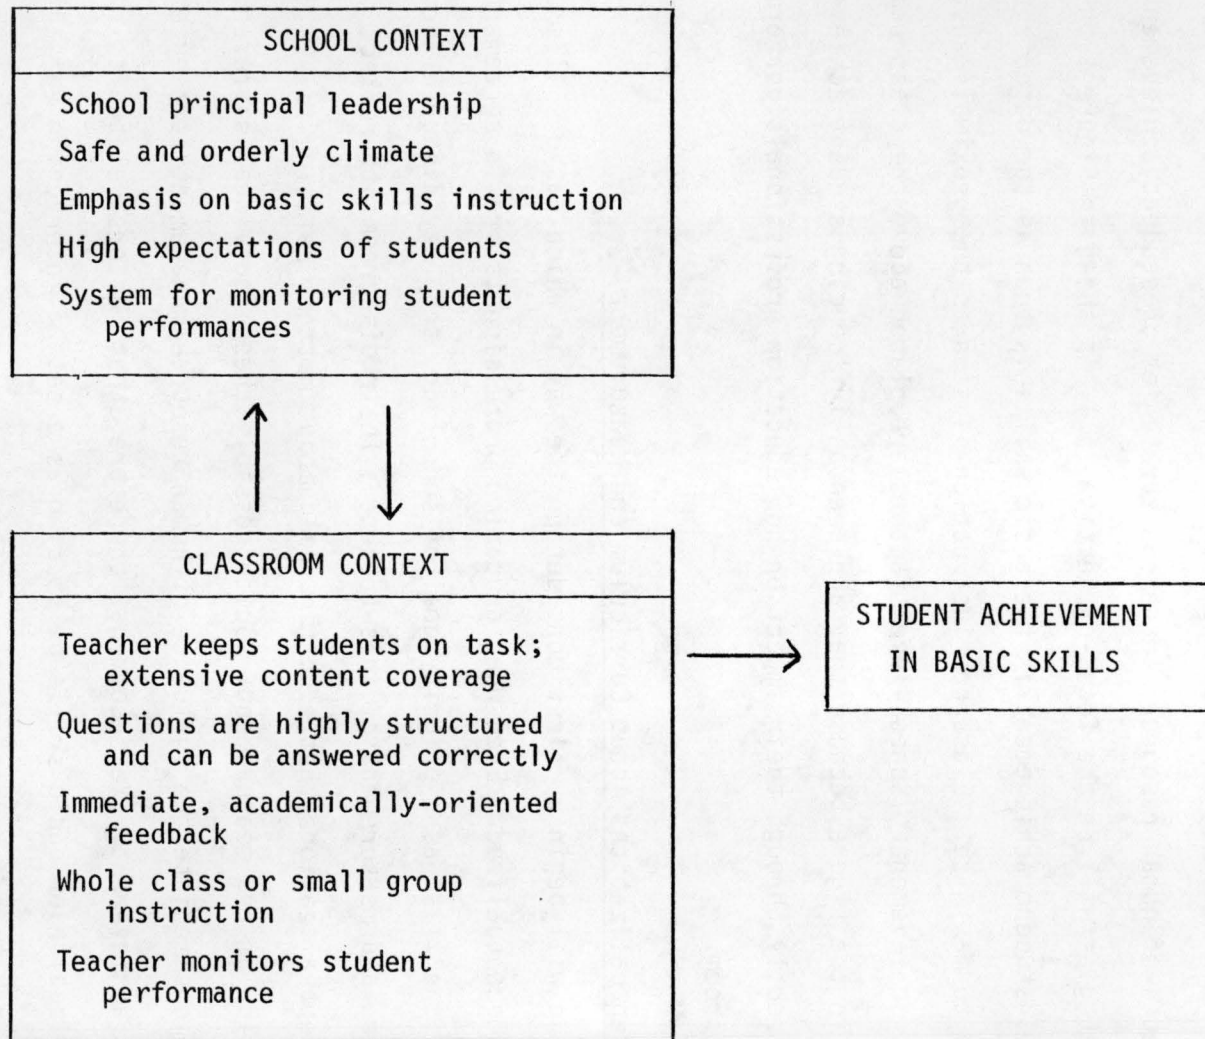 SCHOOL CONTEXT
School principal leadership
Safe and orderly climate
Emphasis on basic skills instruction
High expectations of students
System for monitoring student
performances
CLASSROOM CONTEXT
Teacher keeps students on task;
extensive content coverage
Questions are highly structured
and can be answered correctly
Immediate, academically-oriented
feedback
Whole class or small group
instruction
Teacher monitors student
performance
STUDENT ACHIEVEMENT
IN BASIC SKILLS